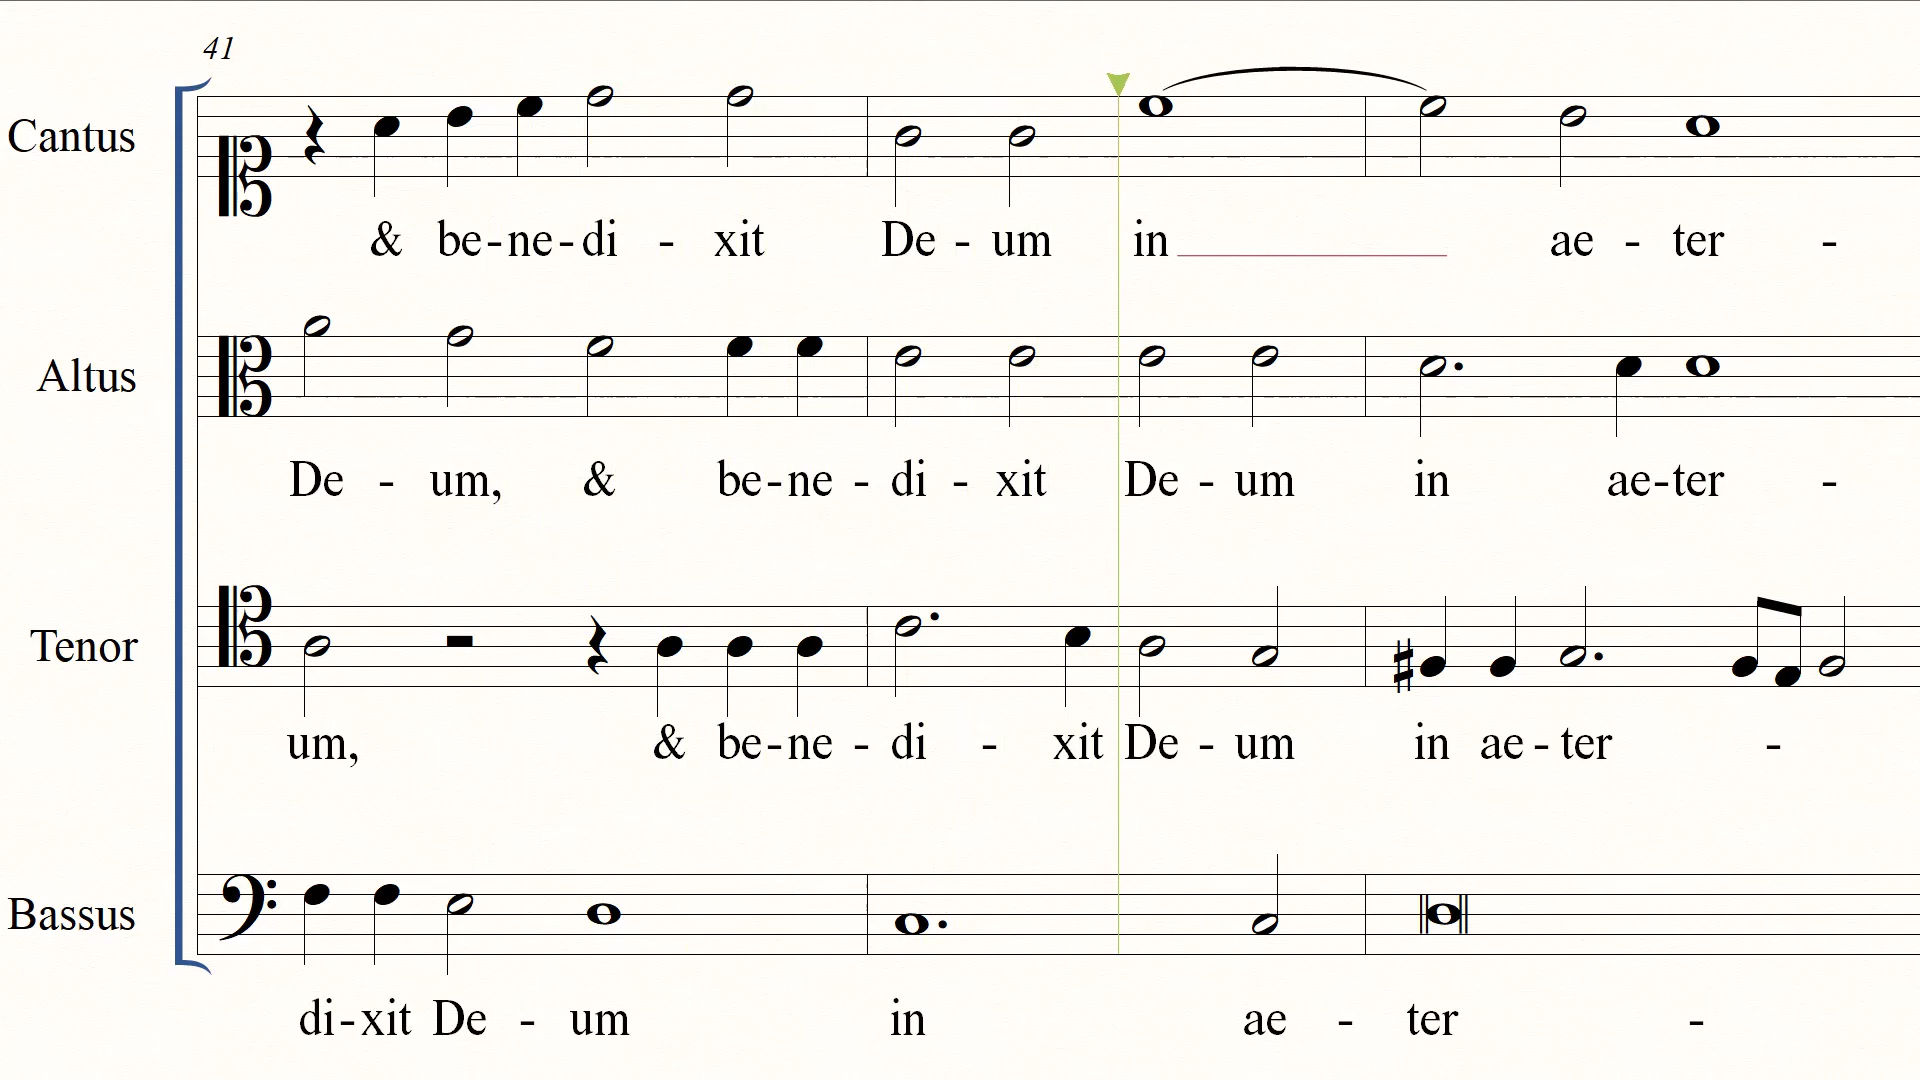 41
Cantus
& be-ne-di - xit De - um in ae - ter -
Altus
De - um, & be-ne - di - xit De - um in ae-ter -
Tenor
um, & be-ne - di - xit De - um in ae - ter -
Bassus
di-xit De - um in ae - ter -